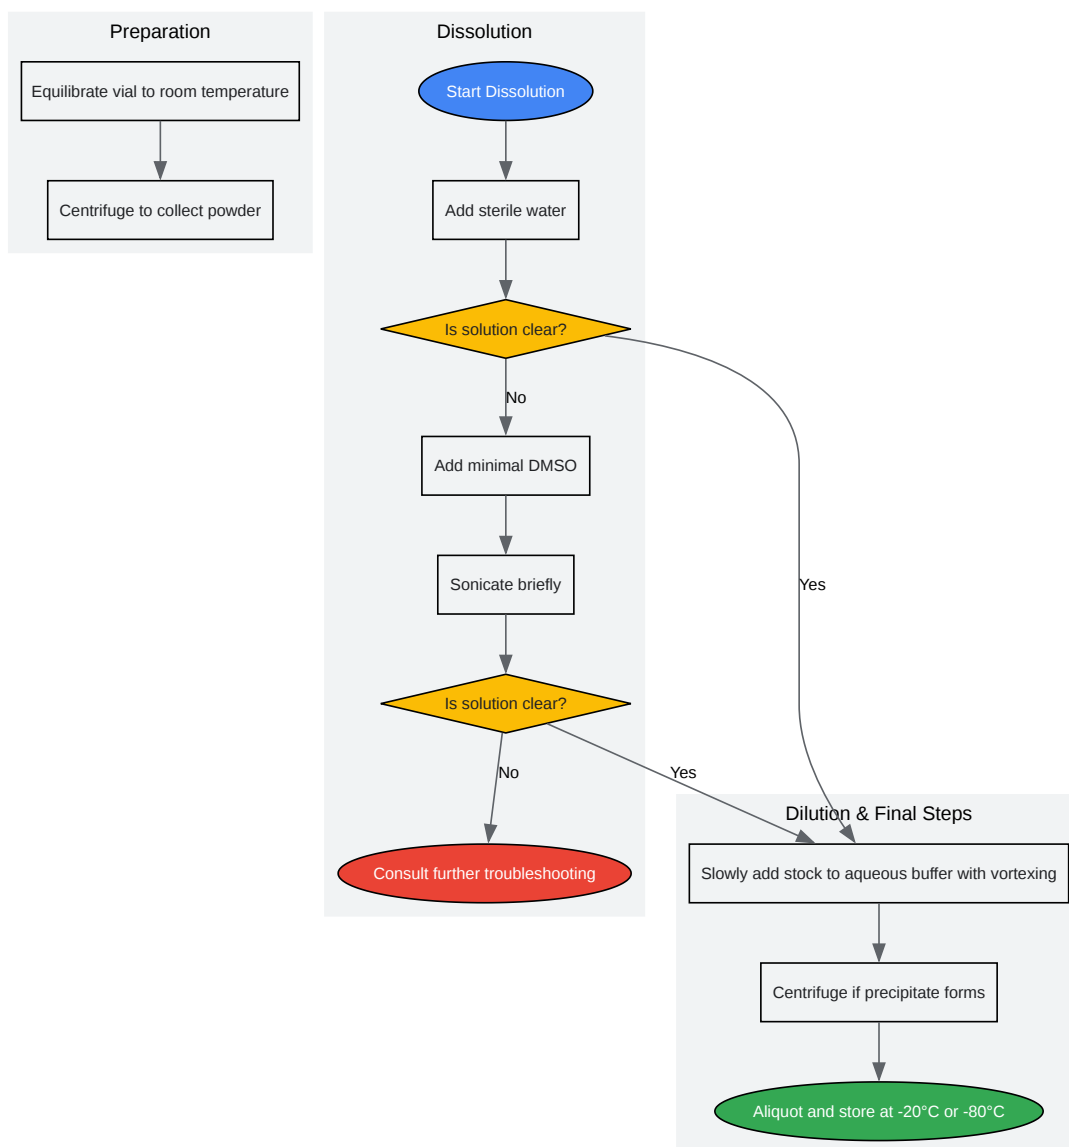 Preparation
Equilibrate vial to room temperature
Centrifuge to collect powder
Dissolution
Start Dissolution
Add sterile water
Is solution clear?
No
Add minimal DMSO
Sonicate briefly
Is solution clear?
No
Consult further troubleshooting
Yes
Yes
Dilution & Final Steps
Slowly add stock to aqueous buffer with vortexing
Centrifuge if precipitate forms
Aliquot and store at -20°C or -80°C